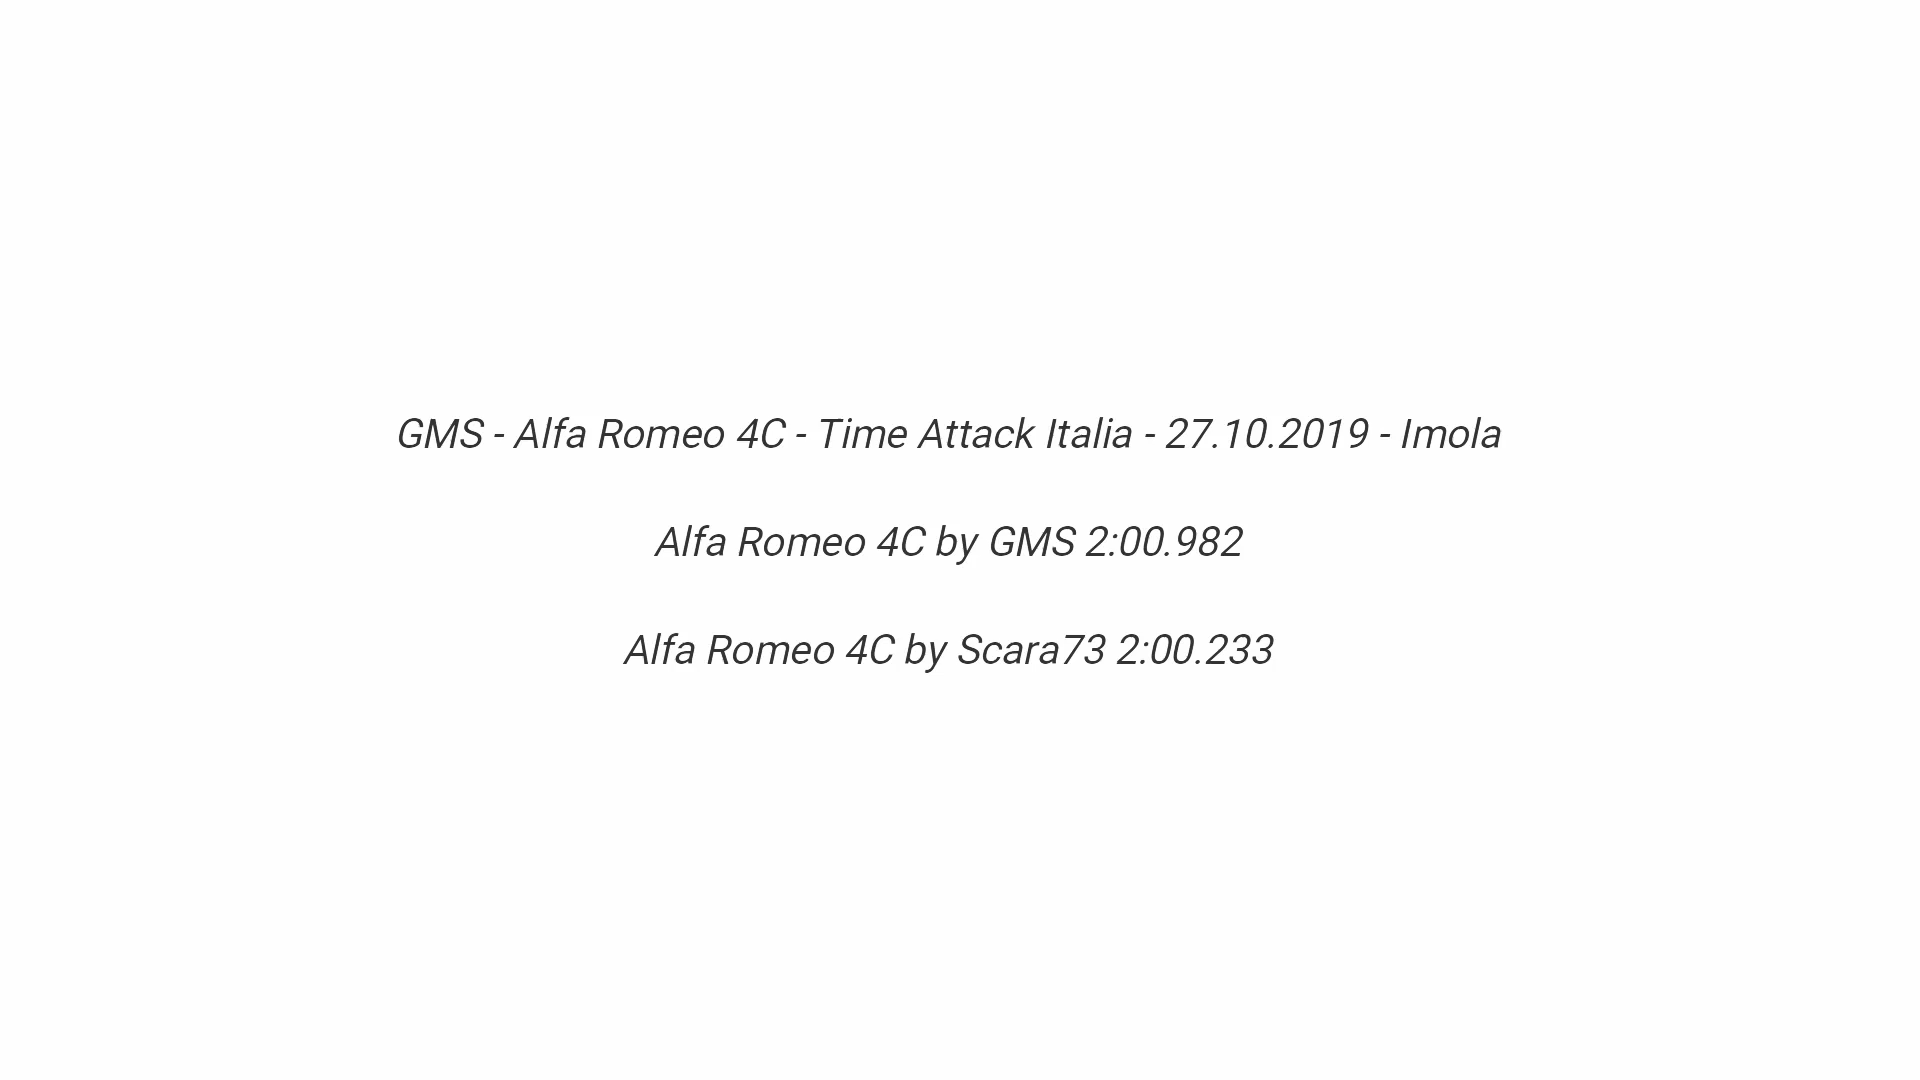 GMS - Alfa Romeo 4C - Time Attack Italia - 27.10.2019 - Imola
Alfa Romeo 4C by GMS 2:00.982
Alfa Romeo 4C by Scara73 2:00.233